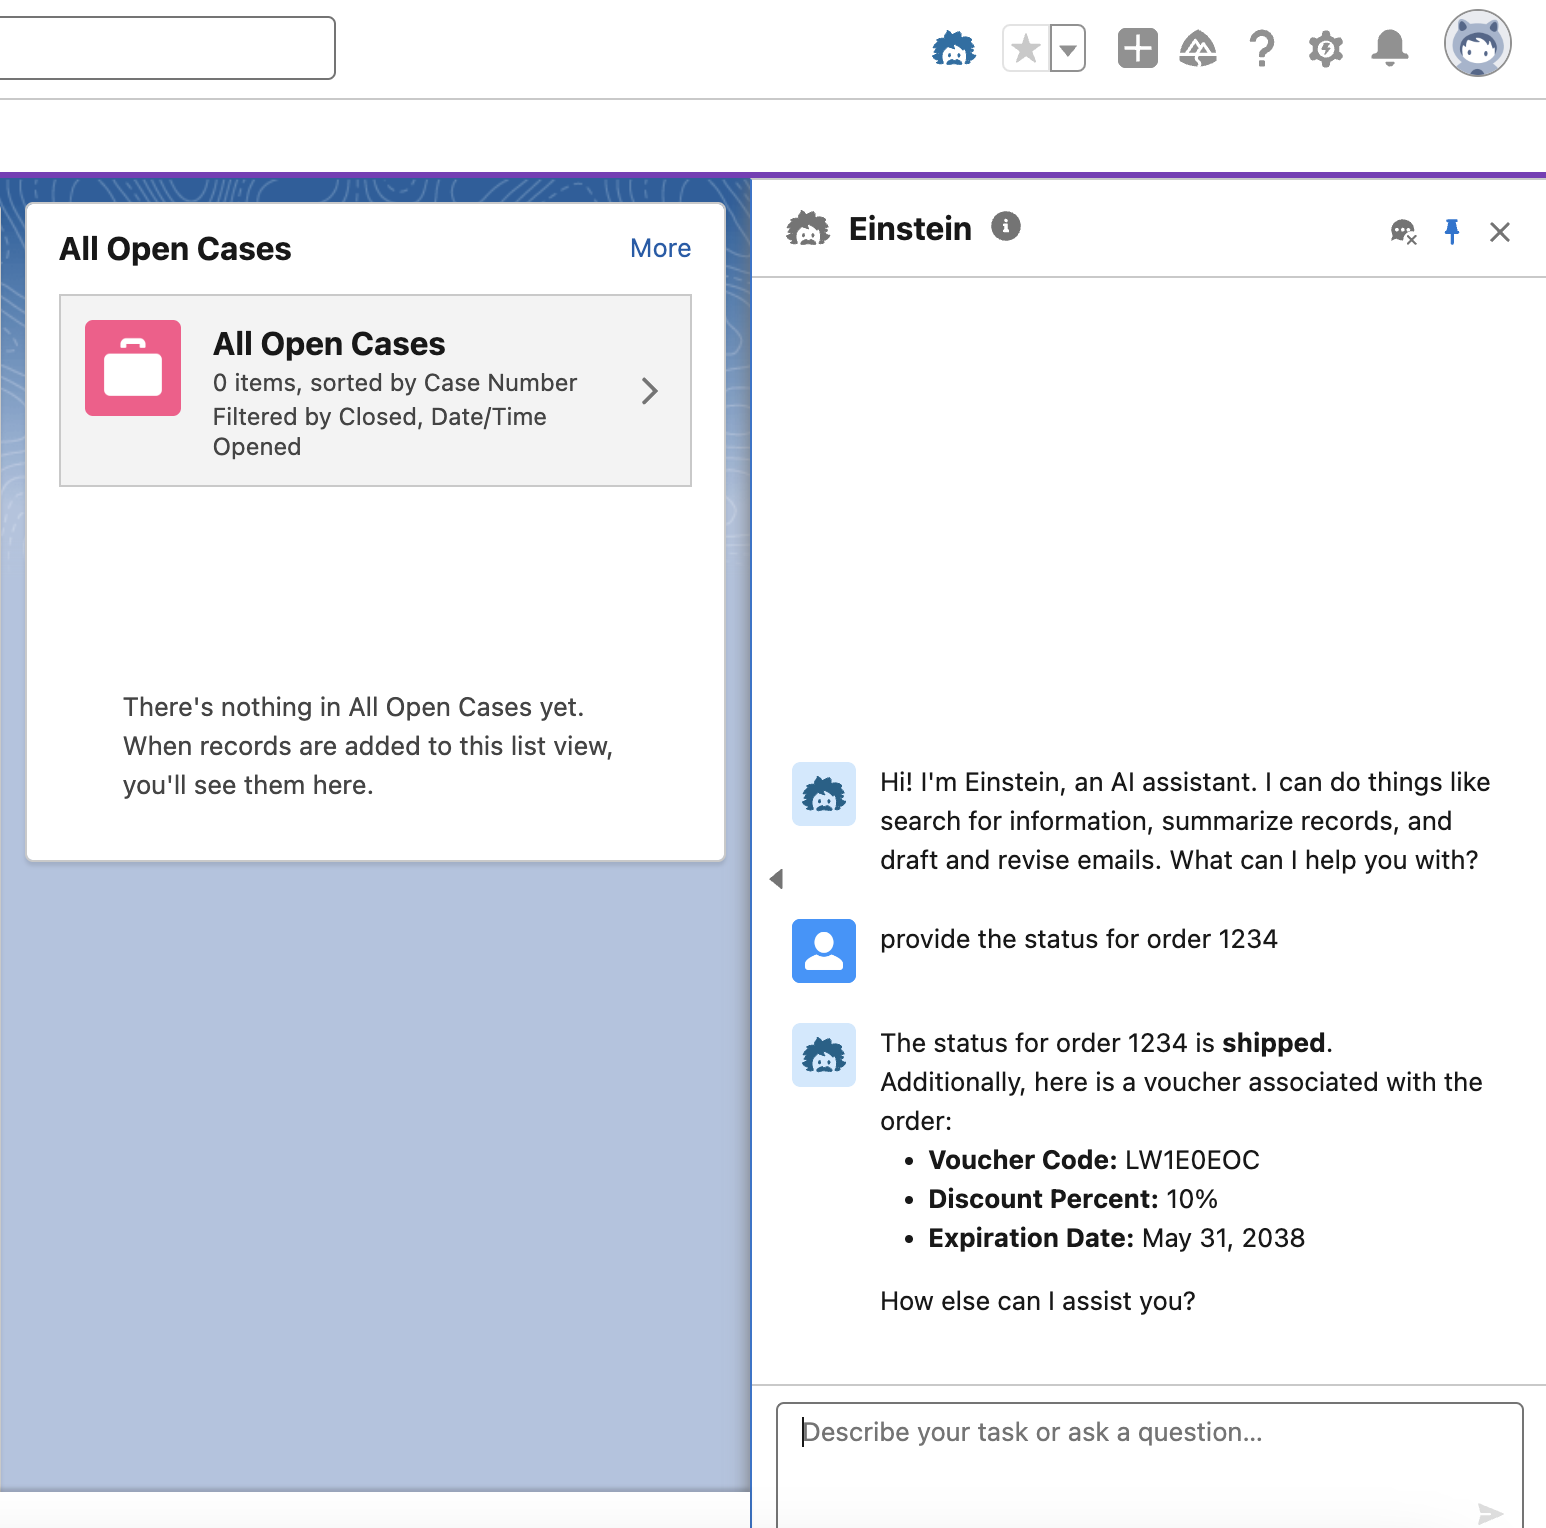 All Open Cases
More
All Open Cases
0 items, sorted by Case Number
Filtered by Closed, Date/Time
Opened
There's nothing in All Open Cases yet.
When records are added to this list view,
you'll see them here.
Einstein
Hi! I'm Einstein, an AI assistant. I can do things like
search for information, summarize records, and
draft and revise emails. What can I help you with?
provide the status for order 1234
The status for order 1234 is shipped.
Additionally, here is a voucher associated with the
order:
• Voucher Code: LW1E0EOC
• Discount Percent: 10%
• Expiration Date: May 31, 2038
How else can I assist you?
Describe your task or ask a question...